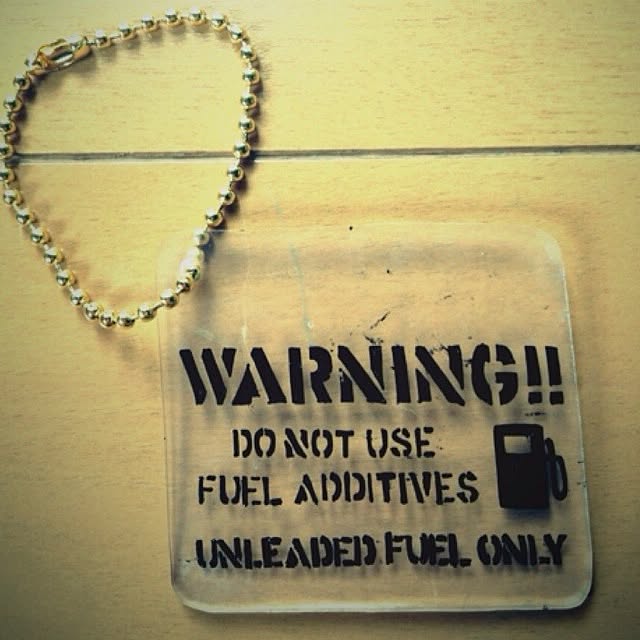 WARNING!!
DO NOT USE
FUEL ADDITIVES
UNLEADED FUEL ONLY